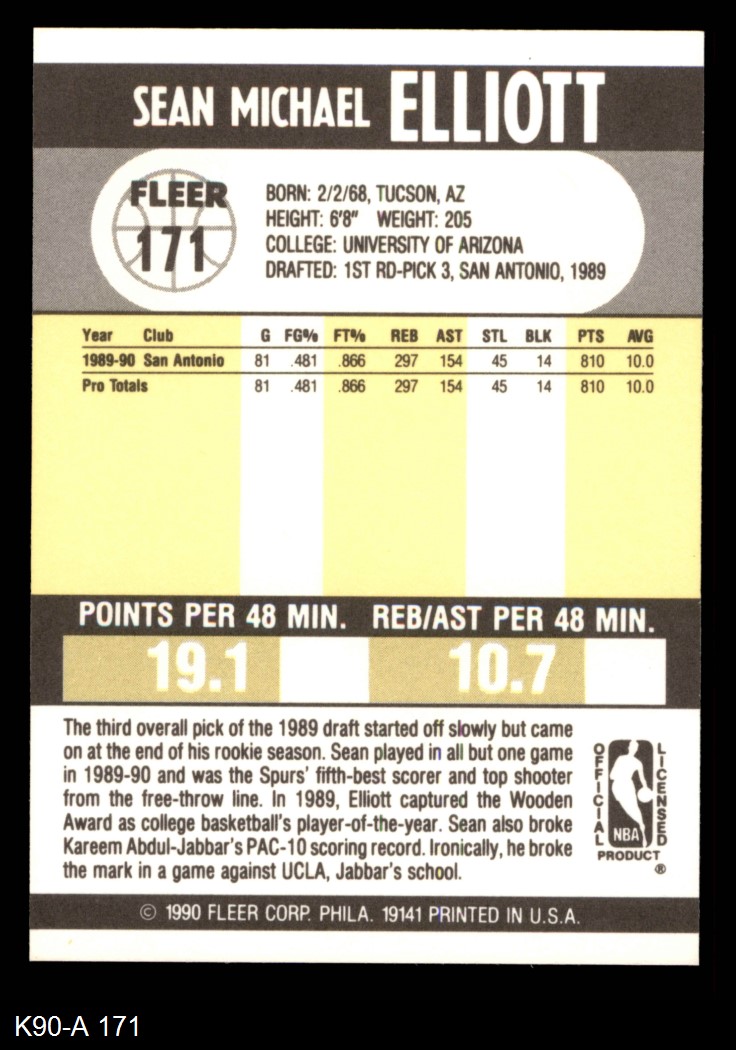 SEAN MICHAEL ELLIOTT
FLEER
171
BORN: 2/2/68, TUCSON, AZ
HEIGHT: 6'8" WEIGHT: 205
COLLEGE: UNIVERSITY OF ARIZONA
DRAFTED: 1ST RD-PICK 3, SAN ANTONIO, 1989
Year Club G FG% FT% REB AST STL BLK PTS AVG
1989-90 San Antonio 81 .481 .866 297 154 45 14 810 10.0
Pro Totals 81 .481 .866 297 154 45 14 810 10.0
POINTS PER 48 MIN. REB/AST PER 48 MIN.
19.1 10.7
The third overall pick of the 1989 draft started off slowly but came
on at the end of his rookie season. Sean played in all but one game
in 1989-90 and was the Spurs' fifth-best scorer and top shooter
from the free-throw line. In 1989, Elliott captured the Wooden
Award as college basketball's player-of-the-year. Sean also broke
Kareem Abdul-Jabbar's PAC-10 scoring record. Ironically, he broke
the mark in a game against UCLA, Jabbar's school.
OFFICIAL
LICENSED
NBA
PRODUCT
®
© 1990 FLEER CORP. PHILA. 19141 PRINTED IN U.S.A.
K90-A 171